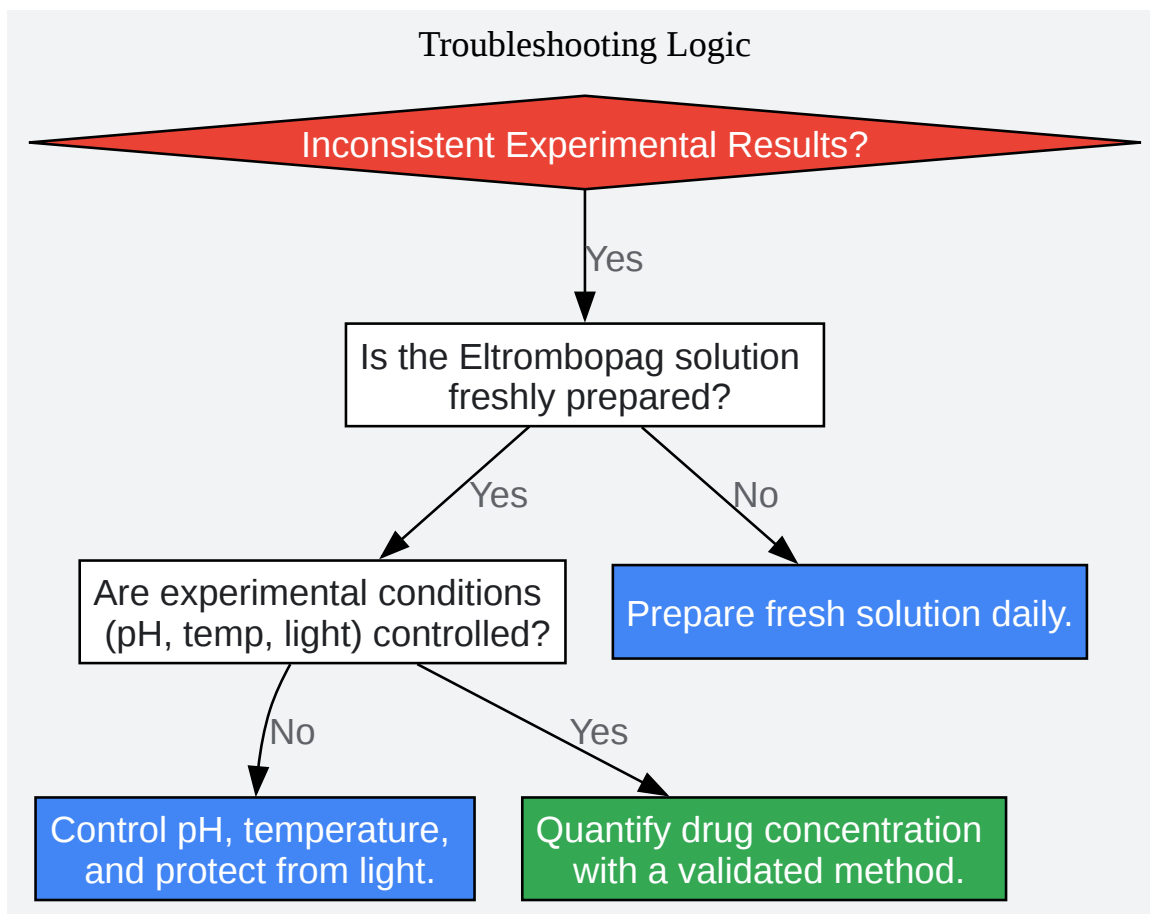 Troubleshooting Logic
Inconsistent Experimental Results?
Yes
Is the Eltrombopag solution
freshly prepared?
Yes
No
Are experimental conditions
(pH, temp, light) controlled?
Prepare fresh solution daily.
No
Yes
Control pH, temperature,
and protect from light.
Quantify drug concentration
with a validated method.